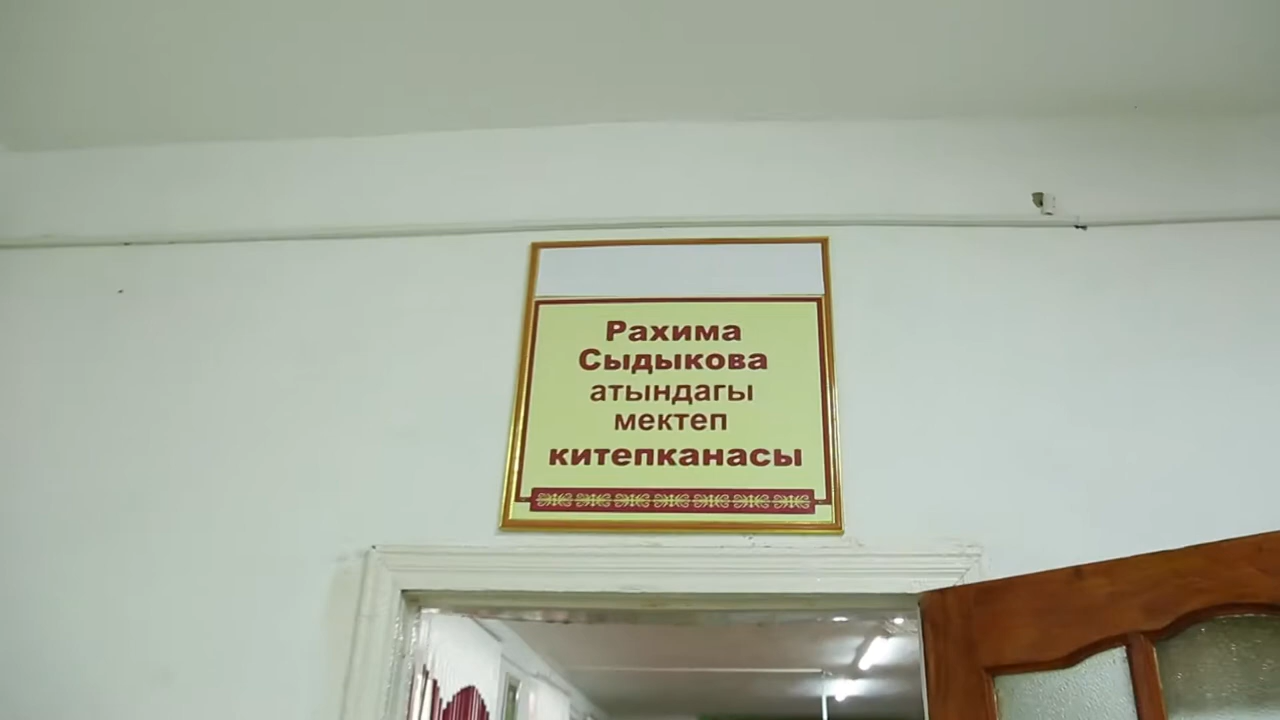 Рахима
Сыдыкова
атындагы
мектеп
китепканасы